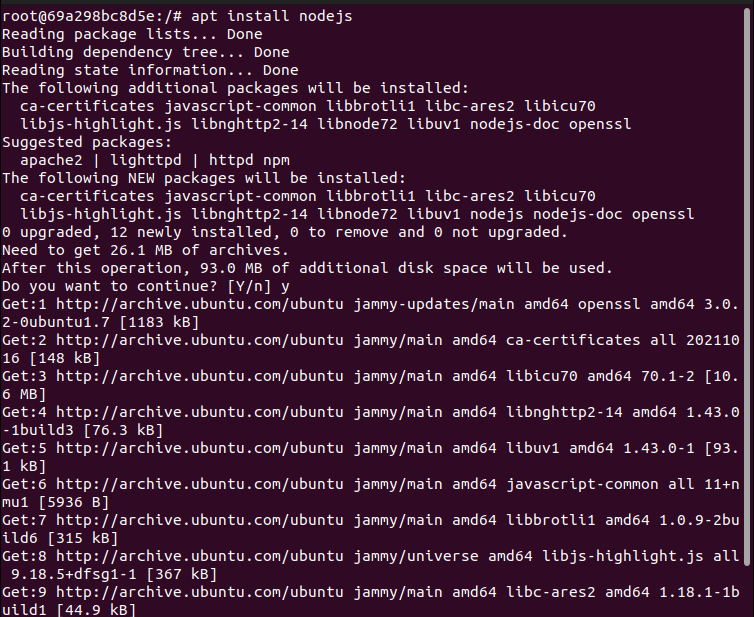 root@69a298bc8d5e:/# apt install nodejs
Reading package lists... Done
Building dependency tree... Done
Reading state information... Done
The following additional packages will be installed:
  ca-certificates javascript-common libbrotli1 libc-ares2 libicu70
  libjs-highlight.js libnghttp2-14 libnode72 libuv1 nodejs-doc openssl
Suggested packages:
  apache2 | lighttpd | httpd npm
The following NEW packages will be installed:
  ca-certificates javascript-common libbrotli1 libc-ares2 libicu70
  libjs-highlight.js libnghttp2-14 libnode72 libuv1 nodejs nodejs-doc openssl
0 upgraded, 12 newly installed, 0 to remove and 0 not upgraded.
Need to get 26.1 MB of archives.
After this operation, 93.0 MB of additional disk space will be used.
Do you want to continue? [Y/n] y
Get:1 http://archive.ubuntu.com/ubuntu jammy-updates/main amd64 openssl amd64 3.0.
2-0ubuntu1.7 [1183 kB]
Get:2 http://archive.ubuntu.com/ubuntu jammy/main amd64 ca-certificates all 202110
16 [148 kB]
Get:3 http://archive.ubuntu.com/ubuntu jammy/main amd64 libicu70 amd64 70.1-2 [10.
6 MB]
Get:4 http://archive.ubuntu.com/ubuntu jammy/main amd64 libnghttp2-14 amd64 1.43.0
-1build3 [76.3 kB]
Get:5 http://archive.ubuntu.com/ubuntu jammy/main amd64 libuv1 amd64 1.43.0-1 [93.
1 kB]
Get:6 http://archive.ubuntu.com/ubuntu jammy/main amd64 javascript-common all 11+n
mu1 [5936 B]
Get:7 http://archive.ubuntu.com/ubuntu jammy/main amd64 libbrotli1 amd64 1.0.9-2bu
ild6 [315 kB]
Get:8 http://archive.ubuntu.com/ubuntu jammy/universe amd64 libjs-highlight.js all
 9.18.5+dfsg1-1 [367 kB]
Get:9 http://archive.ubuntu.com/ubuntu jammy/main amd64 libc-ares2 amd64 1.18.1-1b
uild1 [44.9 kB]